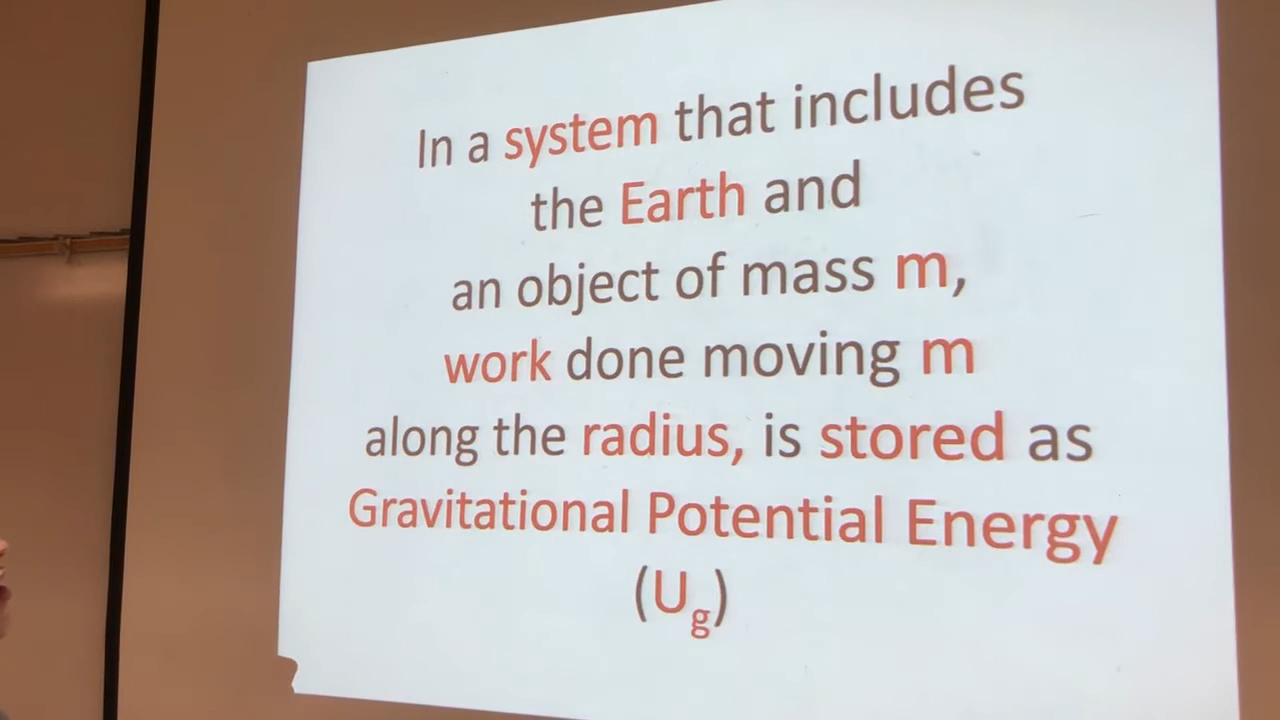 In a system that includes
the Earth and
an object of mass m,
work done moving m
along the radius, is stored as
Gravitational Potential Energy
(Ug)